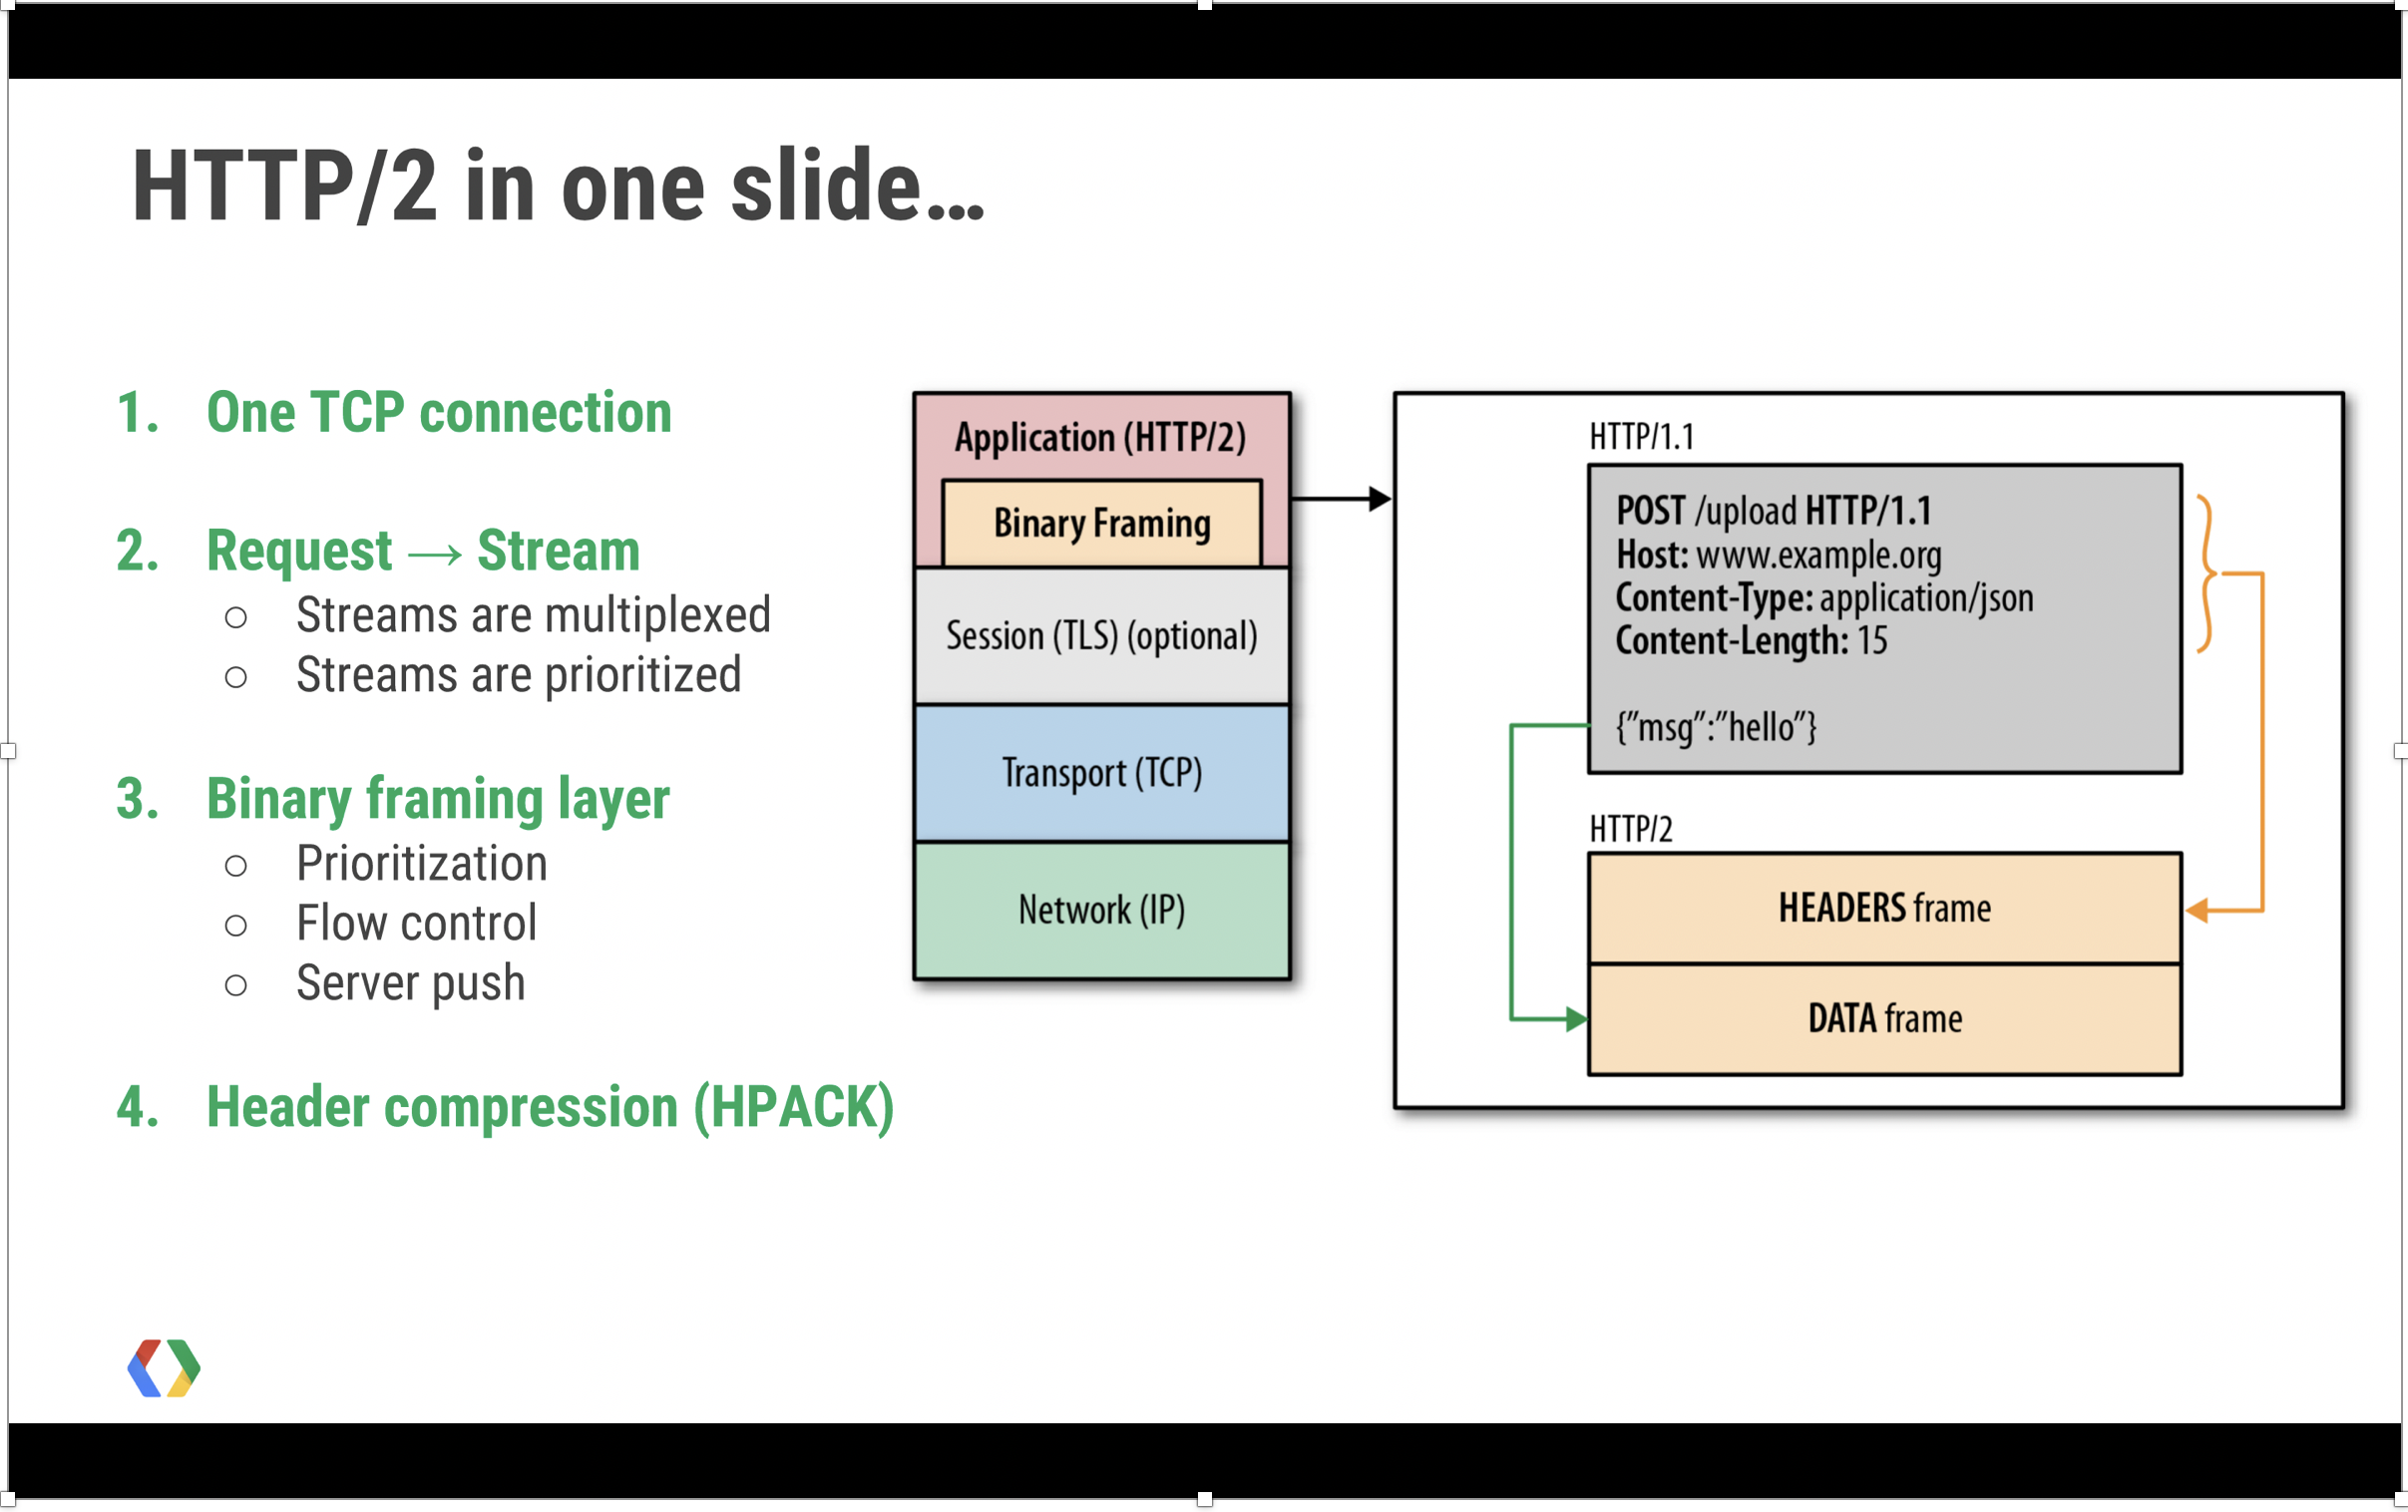 HTTP/2 in one slide...
1. One TCP connection
2. Request → Stream
○ Streams are multiplexed
○ Streams are prioritized
3. Binary framing layer
○ Prioritization
○ Flow control
○ Server push
4. Header compression (HPACK)
Application (HTTP/2)
Binary Framing
Session (TLS) (optional)
Transport (TCP)
Network (IP)
HTTP/1.1
POST /upload HTTP/1.1
Host: www.example.org
Content-Type: application/json
Content-Length: 15
{"msg":"hello"}
HTTP/2
HEADERS frame
DATA frame